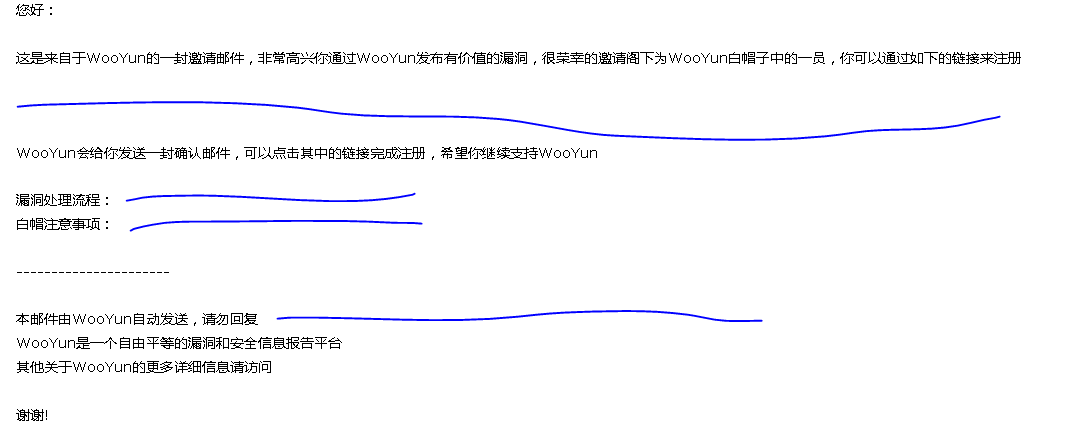 您好：
这是来自于WooYun的一封邀请邮件，非常高兴你通过WooYun发布有价值的漏洞，很荣幸的邀请阁下为WooYun白帽子中的一员，你可以通过如下的链接来注册
WooYun会给你发送一封确认邮件，可以点击其中的链接完成注册，希望你继续支持WooYun
漏洞处理流程：
白帽注意事项：
----------------------
本邮件由WooYun自动发送，请勿回复
WooYun是一个自由平等的漏洞和安全信息报告平台
其他关于WooYun的更多详细信息请访问
谢谢!